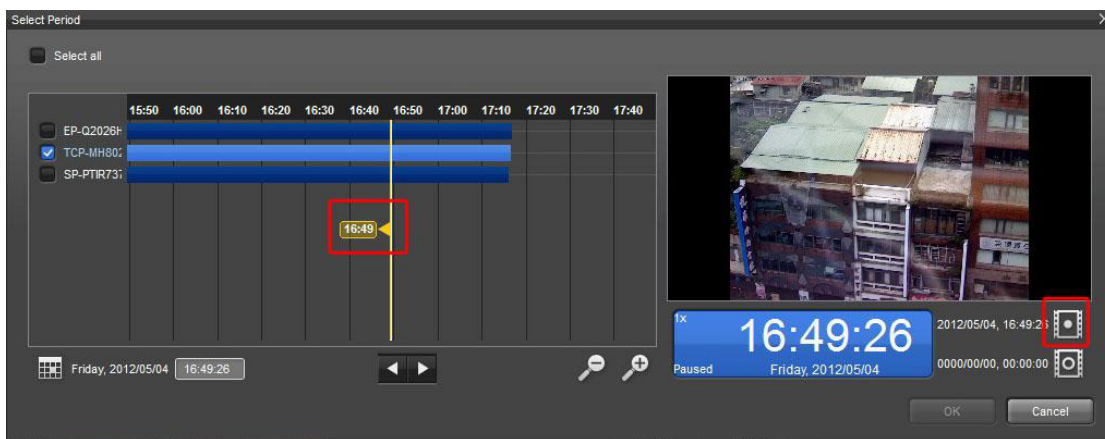 Select Period
Select all
15:50 16:00 16:10 16:20 16:30 16:40 16:50 17:00 17:10 17:20 17:30 17:40
EP-Q2026H
TCP-MH802
SP-PTIR737
16:49
1x
16:49:26
Paused
Friday, 2012/05/04
2012/05/04, 16:49:26
0000/00/00, 00:00:00
Friday, 2012/05/04 16:49:26
OK Cancel